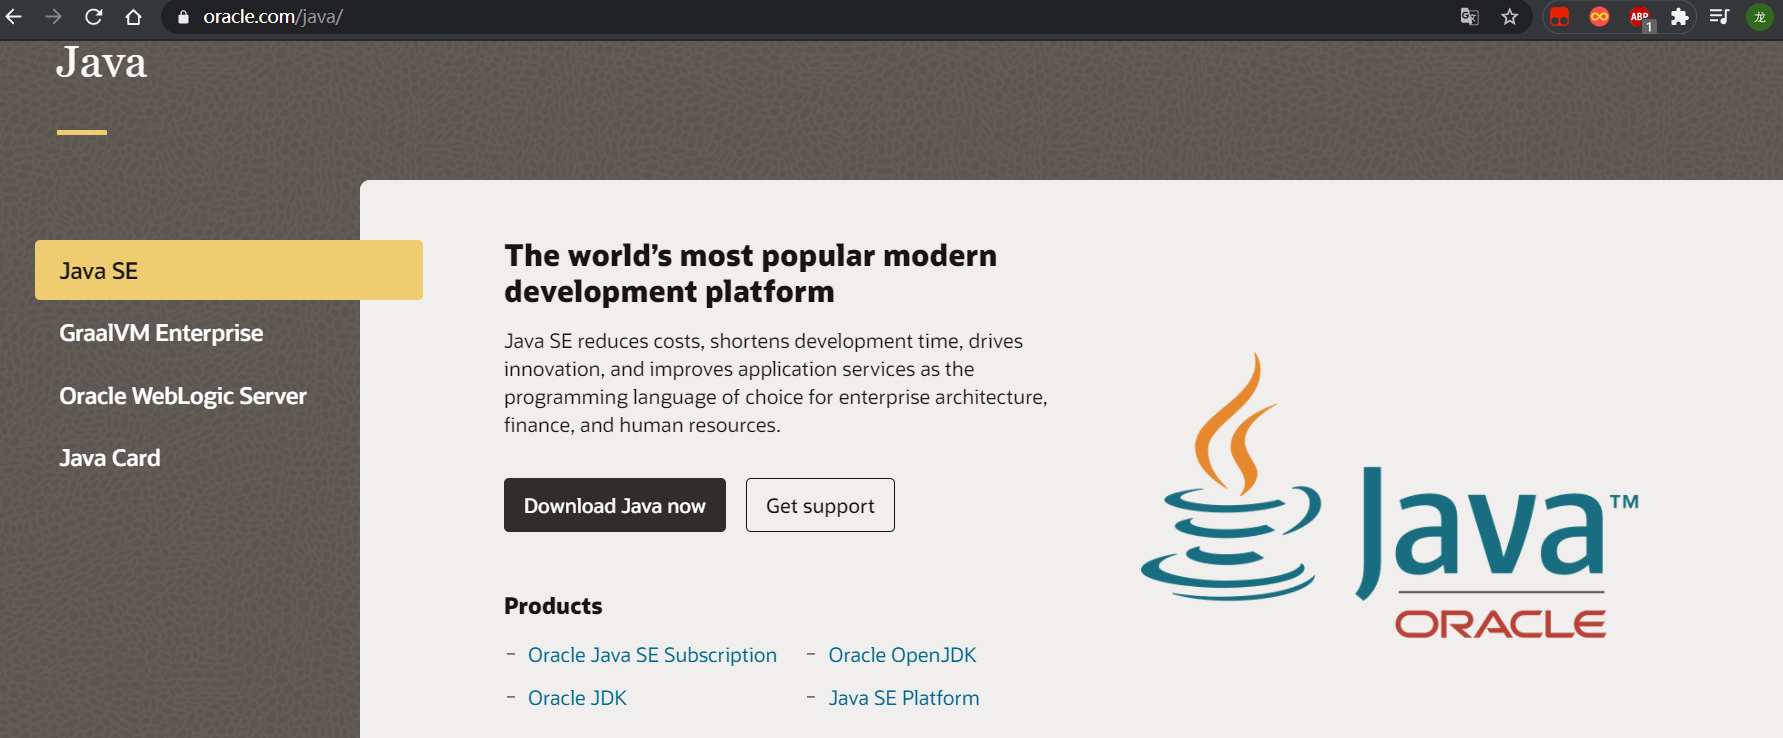 oracle.com/java/
ABP
1
龙
Java
Java SE
GraalVM Enterprise
Oracle WebLogic Server
Java Card
The world's most popular modern
development platform
Java SE reduces costs, shortens development time, drives
innovation, and improves application services as the
programming language of choice for enterprise architecture,
finance, and human resources.
Download Java now
Get support
Products
- Oracle Java SE Subscription
- Oracle OpenJDK
- Oracle JDK
- Java SE Platform
Java™
ORACLE